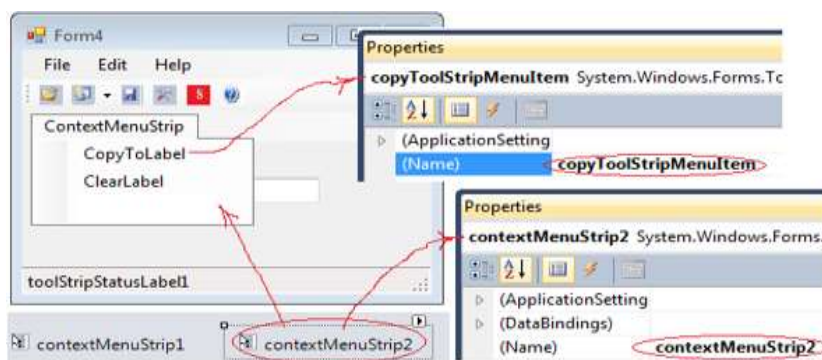 Form4
File Edit Help
S
ContextMenuStrip
CopyToLabel
ClearLabel
toolStripStatusLabel1
contextMenuStrip1
contextMenuStrip2
Properties
copyToolStripMenuItem System.Windows.Forms.To
(ApplicationSetting
(Name) copyToolStripMenuItem
Properties
contextMenuStrip2 System.Windows.Forms.
(ApplicationSetting
(DataBindings)
(Name) contextMenuStrip2